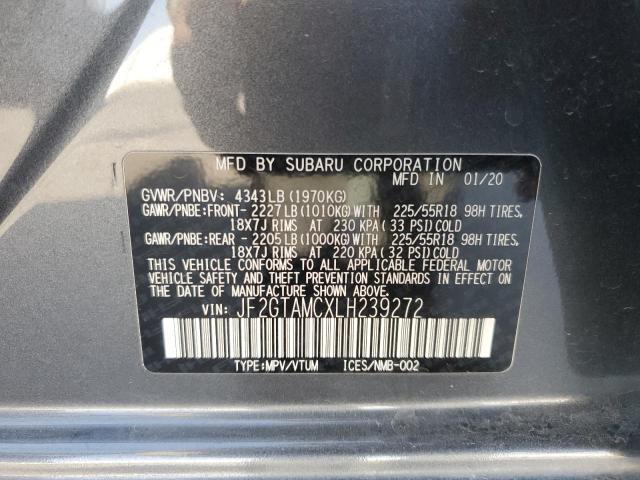 MFD BY SUBARU CORPORATION
MFD IN 01/20
GVWR/PNBV: 4343LB(1970KG)
GAWR/PNBE:FRONT- 2227LB(1010KG)WITH 225/55R18 98H TIRES,
18X7J RIMS AT 230 KPA(33 PSI)COLD
GAWR/PNBE:REAR -2205LB(1000KG)WITH 225/55R18 98H TIRES,
18X7J RIMS AT 220 KPA(32 PSI)COLD
THIS VEHICLE CONFORMS TO ALL APPLICABLE FEDERAL MOTOR
VEHICLE SAFETY AND THEFT PREVENTION STANDARDS IN EFFECT
ON THE DATE OF MANUFACTURE SHOWN ABOVE.
VIN: JF2GTAMCXLH239272
TYPE:MPV/VTUM ICES/NMB-002